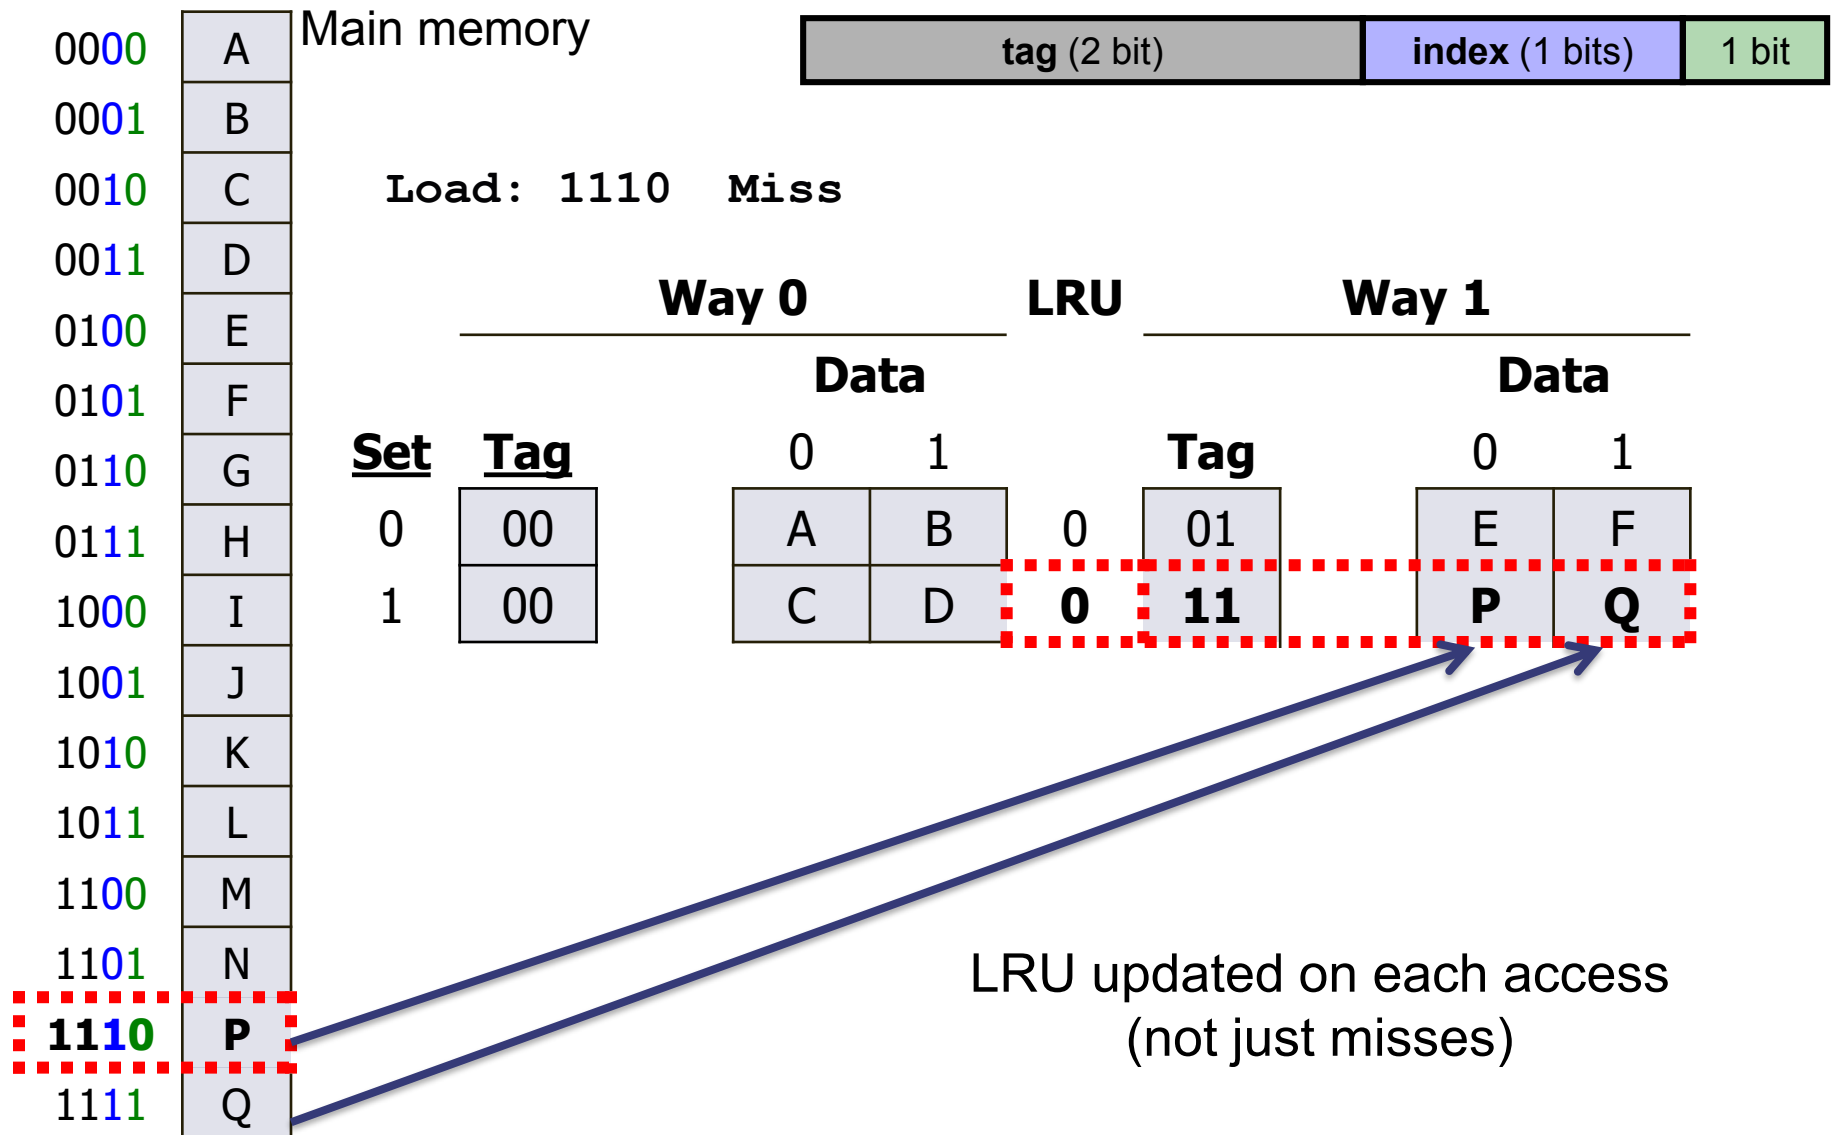 Main memory
tag (2 bit) index (1 bits) 1 bit
0000 A
0001 B
0010 C
0011 D
0100 E
0101 F
0110 G
0111 H
1000 I
1001 J
1010 K
1011 L
1100 M
1101 N
1110 P
1111 Q
Load: 1110 Miss
Way 0 LRU Way 1
Data Data
Set Tag 0 1 Tag 0 1
0 00 A B 0 01 E F
1 00 C D 0 11 P Q
LRU updated on each access
(not just misses)